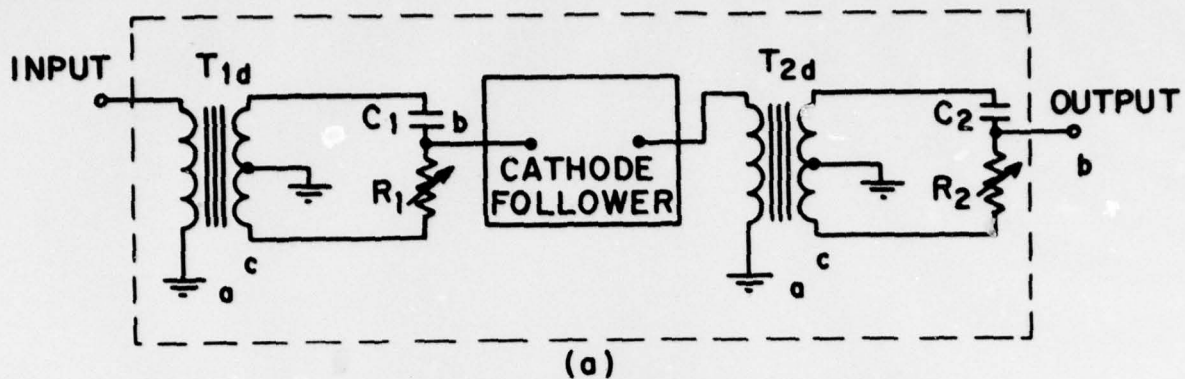 INPUT
T1d
C1
b
R1
c
a
CATHODE
FOLLOWER
T2d
C2
OUTPUT
b
R2
c
a
(a)